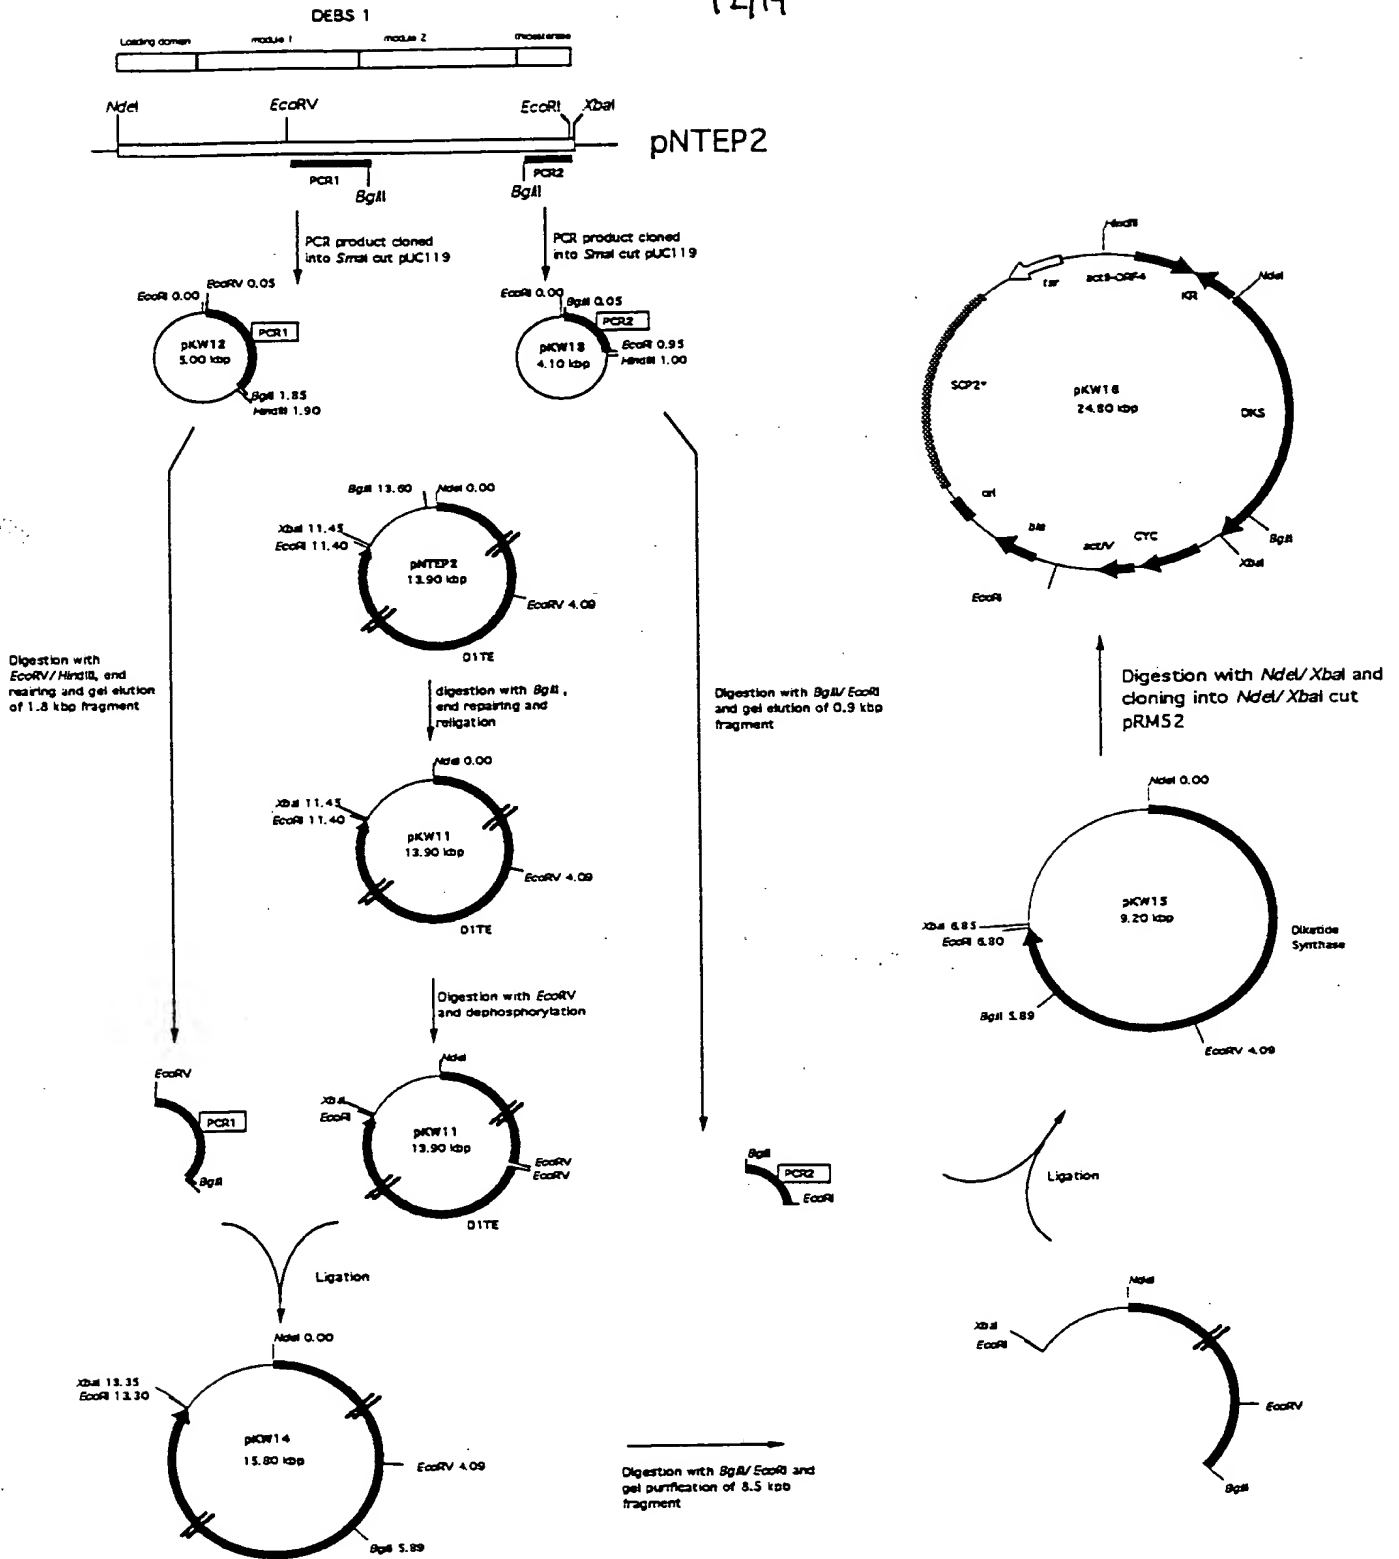 12/14
DEBS 1
Loading domain
module 1
module 2
thioesterase
NdeI
EcoRV
EcoRI
XbaI
pNTEP2
PCR1
BglII
PCR2
BglII
PCR product cloned
into SmaI cut pUC119
PCR product cloned
into SmaI cut pUC119
EcoRI 0.00
EcoRV 0.05
PCR1
pKW12
5.00 kbp
BglII 1.85
HindIII 1.90
EcoRI 0.00
BglII 0.05
PCR2
pKW13
4.10 kbp
EcoRI 0.95
HindIII 1.00
HindIII
tsr
actII-ORF4
KR
NdeI
SCP2*
pKW16
24.80 kbp
DKS
ori
bla
actIV
CYC
BglII
XbaI
EcoRI
BglII 13.60
NdeI 0.00
XbaI 11.45
EcoRI 11.40
pNTEP2
13.90 kbp
EcoRV 4.09
D1TE
Digestion with
EcoRV/HindIII, end
reairing and gel elution
of 1.8 kbp fragment
digestion with BglII,
end repairing and
religation
Digestion with BglII/EcoRI
and gel elution of 0.9 kbp
fragment
Digestion with NdeI/XbaI and
cloning into NdeI/XbaI cut
pRM52
NdeI 0.00
XbaI 11.45
EcoRI 11.40
pKW11
13.90 kbp
EcoRV 4.09
D1TE
NdeI 0.00
pKW15
9.20 kbp
XbaI 6.85
EcoRI 6.80
Diketide
Synthase
BglII 5.89
EcoRV 4.09
Digestion with EcoRV
and dephosphorylation
EcoRV
PCR1
BglII
NdeI
XbaI
EcoRI
pKW11
13.90 kbp
EcoRV
EcoRV
D1TE
BglII
PCR2
EcoRI
Ligation
Ligation
NdeI 0.00
XbaI 13.35
EcoRI 13.30
pKW14
15.80 kbp
EcoRV 4.09
BglII 5.89
Digestion with BglII/EcoRI and
gel purification of 8.5 kpb
fragment
NdeI
XbaI
EcoRI
EcoRV
BglII